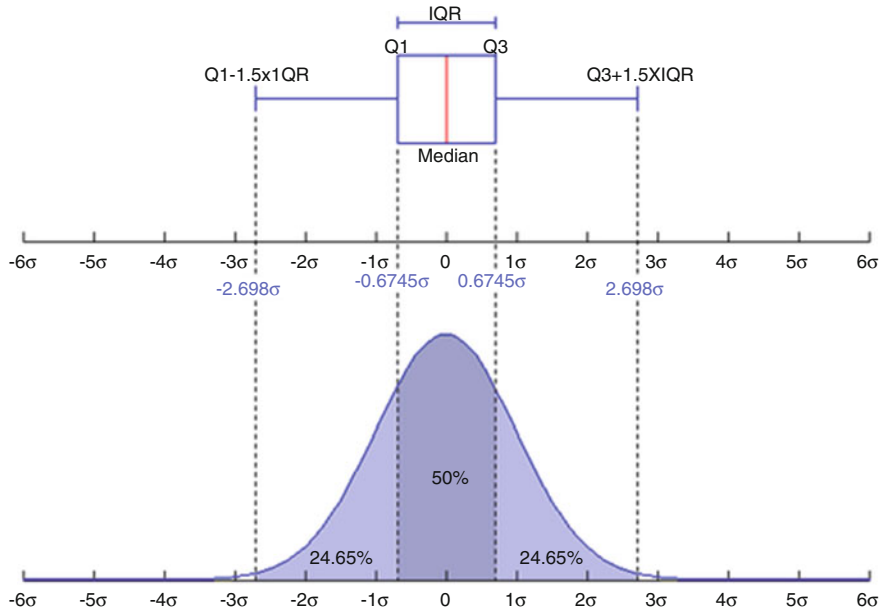 IQR
Q1 Q3
Q1-1.5x1QR Q3+1.5XIQR
Median
-6σ -5σ -4σ -3σ -2σ -1σ 0 1σ 2σ 3σ 4σ 5σ 6σ
-2.698σ -0.6745σ 0.6745σ 2.698σ
50%
24.65% 24.65%
-6σ -5σ -4σ -3σ -2σ -1σ 0 1σ 2σ 3σ 4σ 5σ 6σ